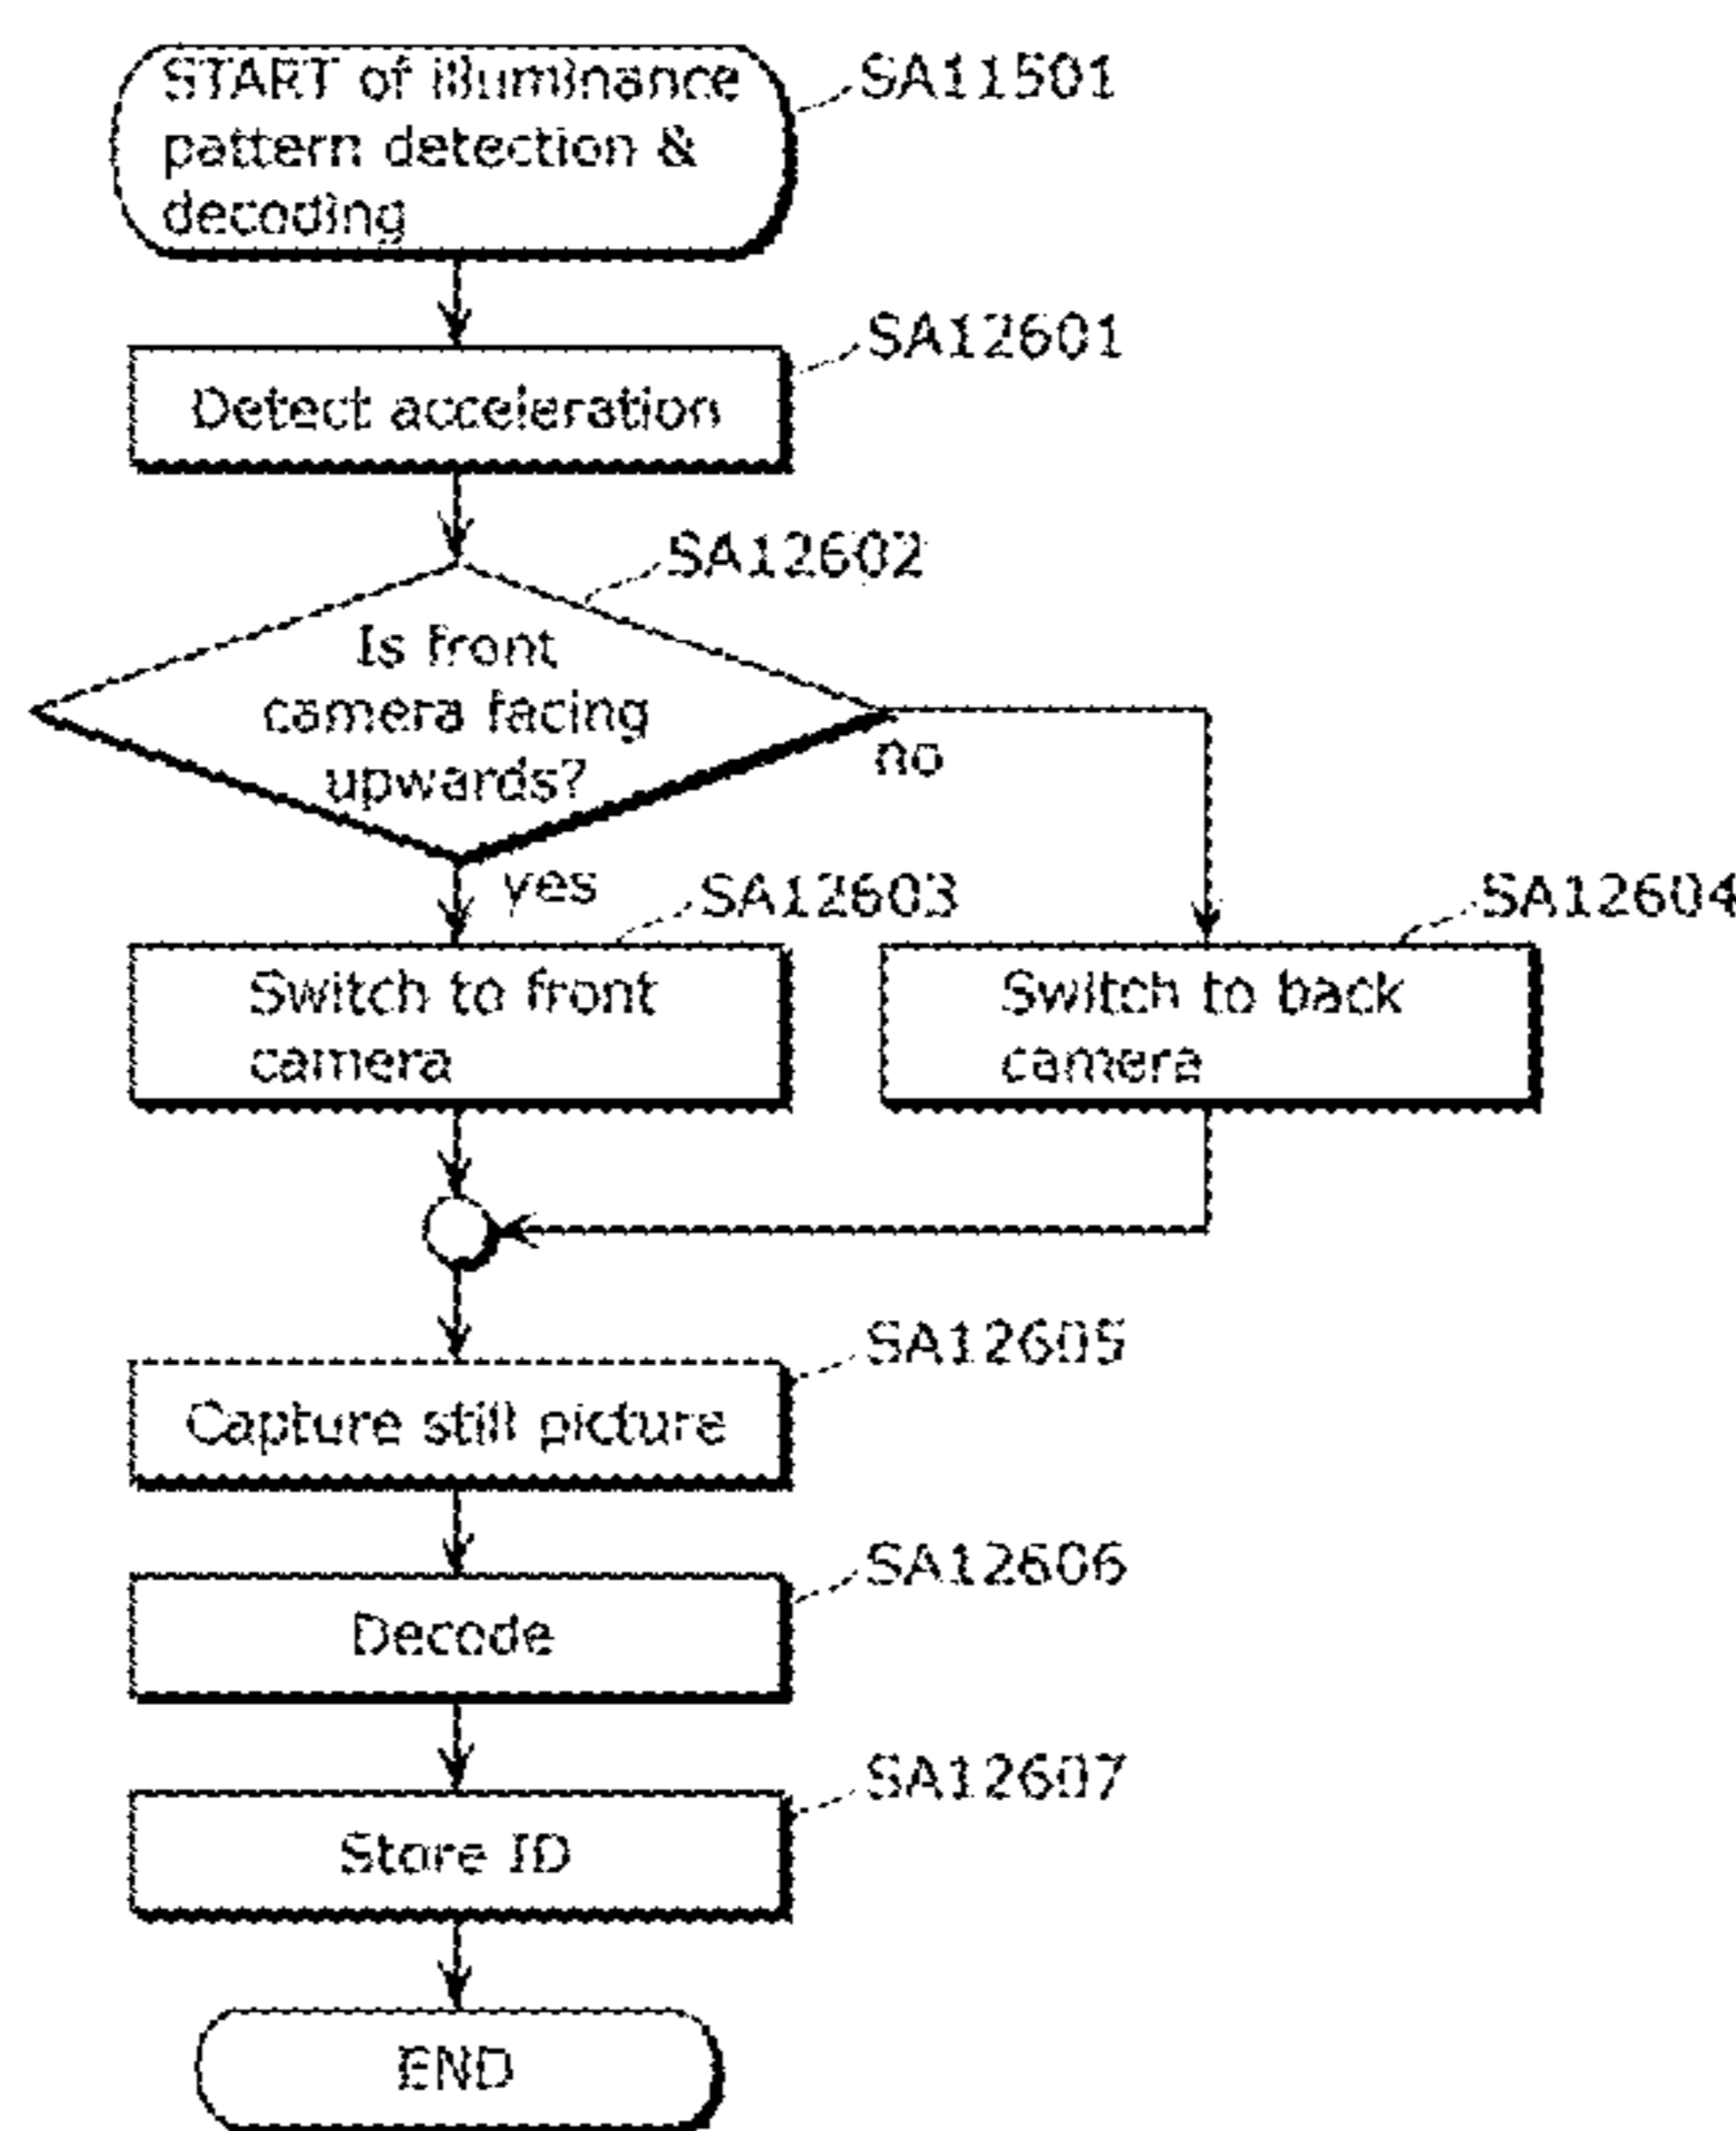 START of illuminance
pattern detection &
decoding
SA11501
SA12601
Detect acceleration
SA12602
Is front
camera facing
upwards?
no
yes
SA12603
SA12604
Switch to front
camera
Switch to back
camera
SA12605
Capture still picture
SA12606
Decode
SA12607
Store ID
END